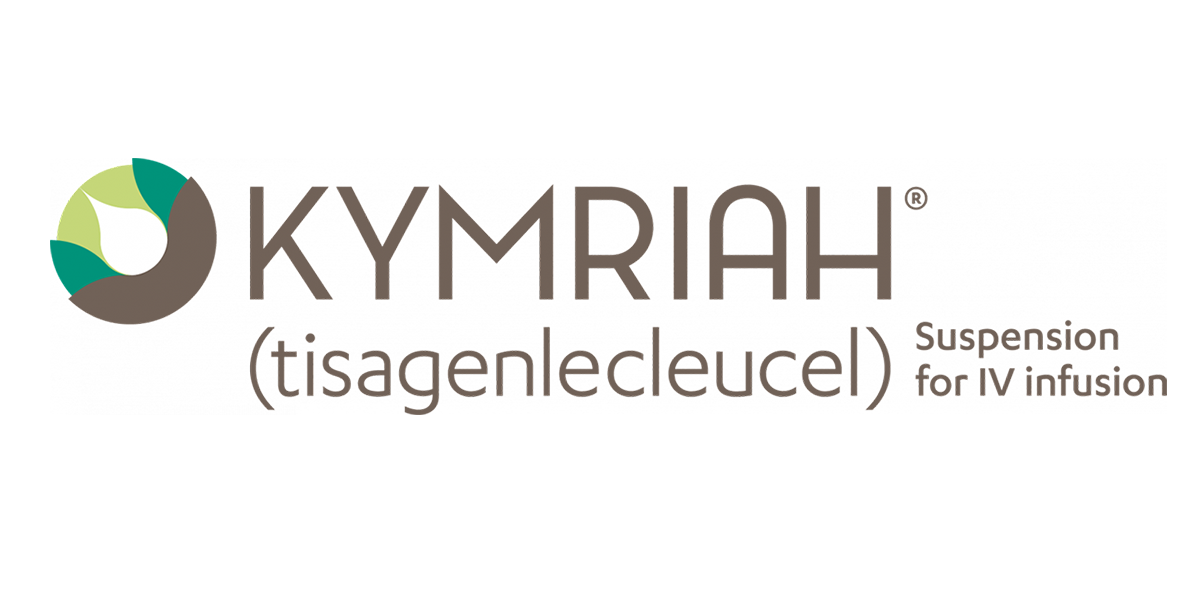 KYMRIAH®
(tisagenlecleucel)
Suspension
for IV infusion